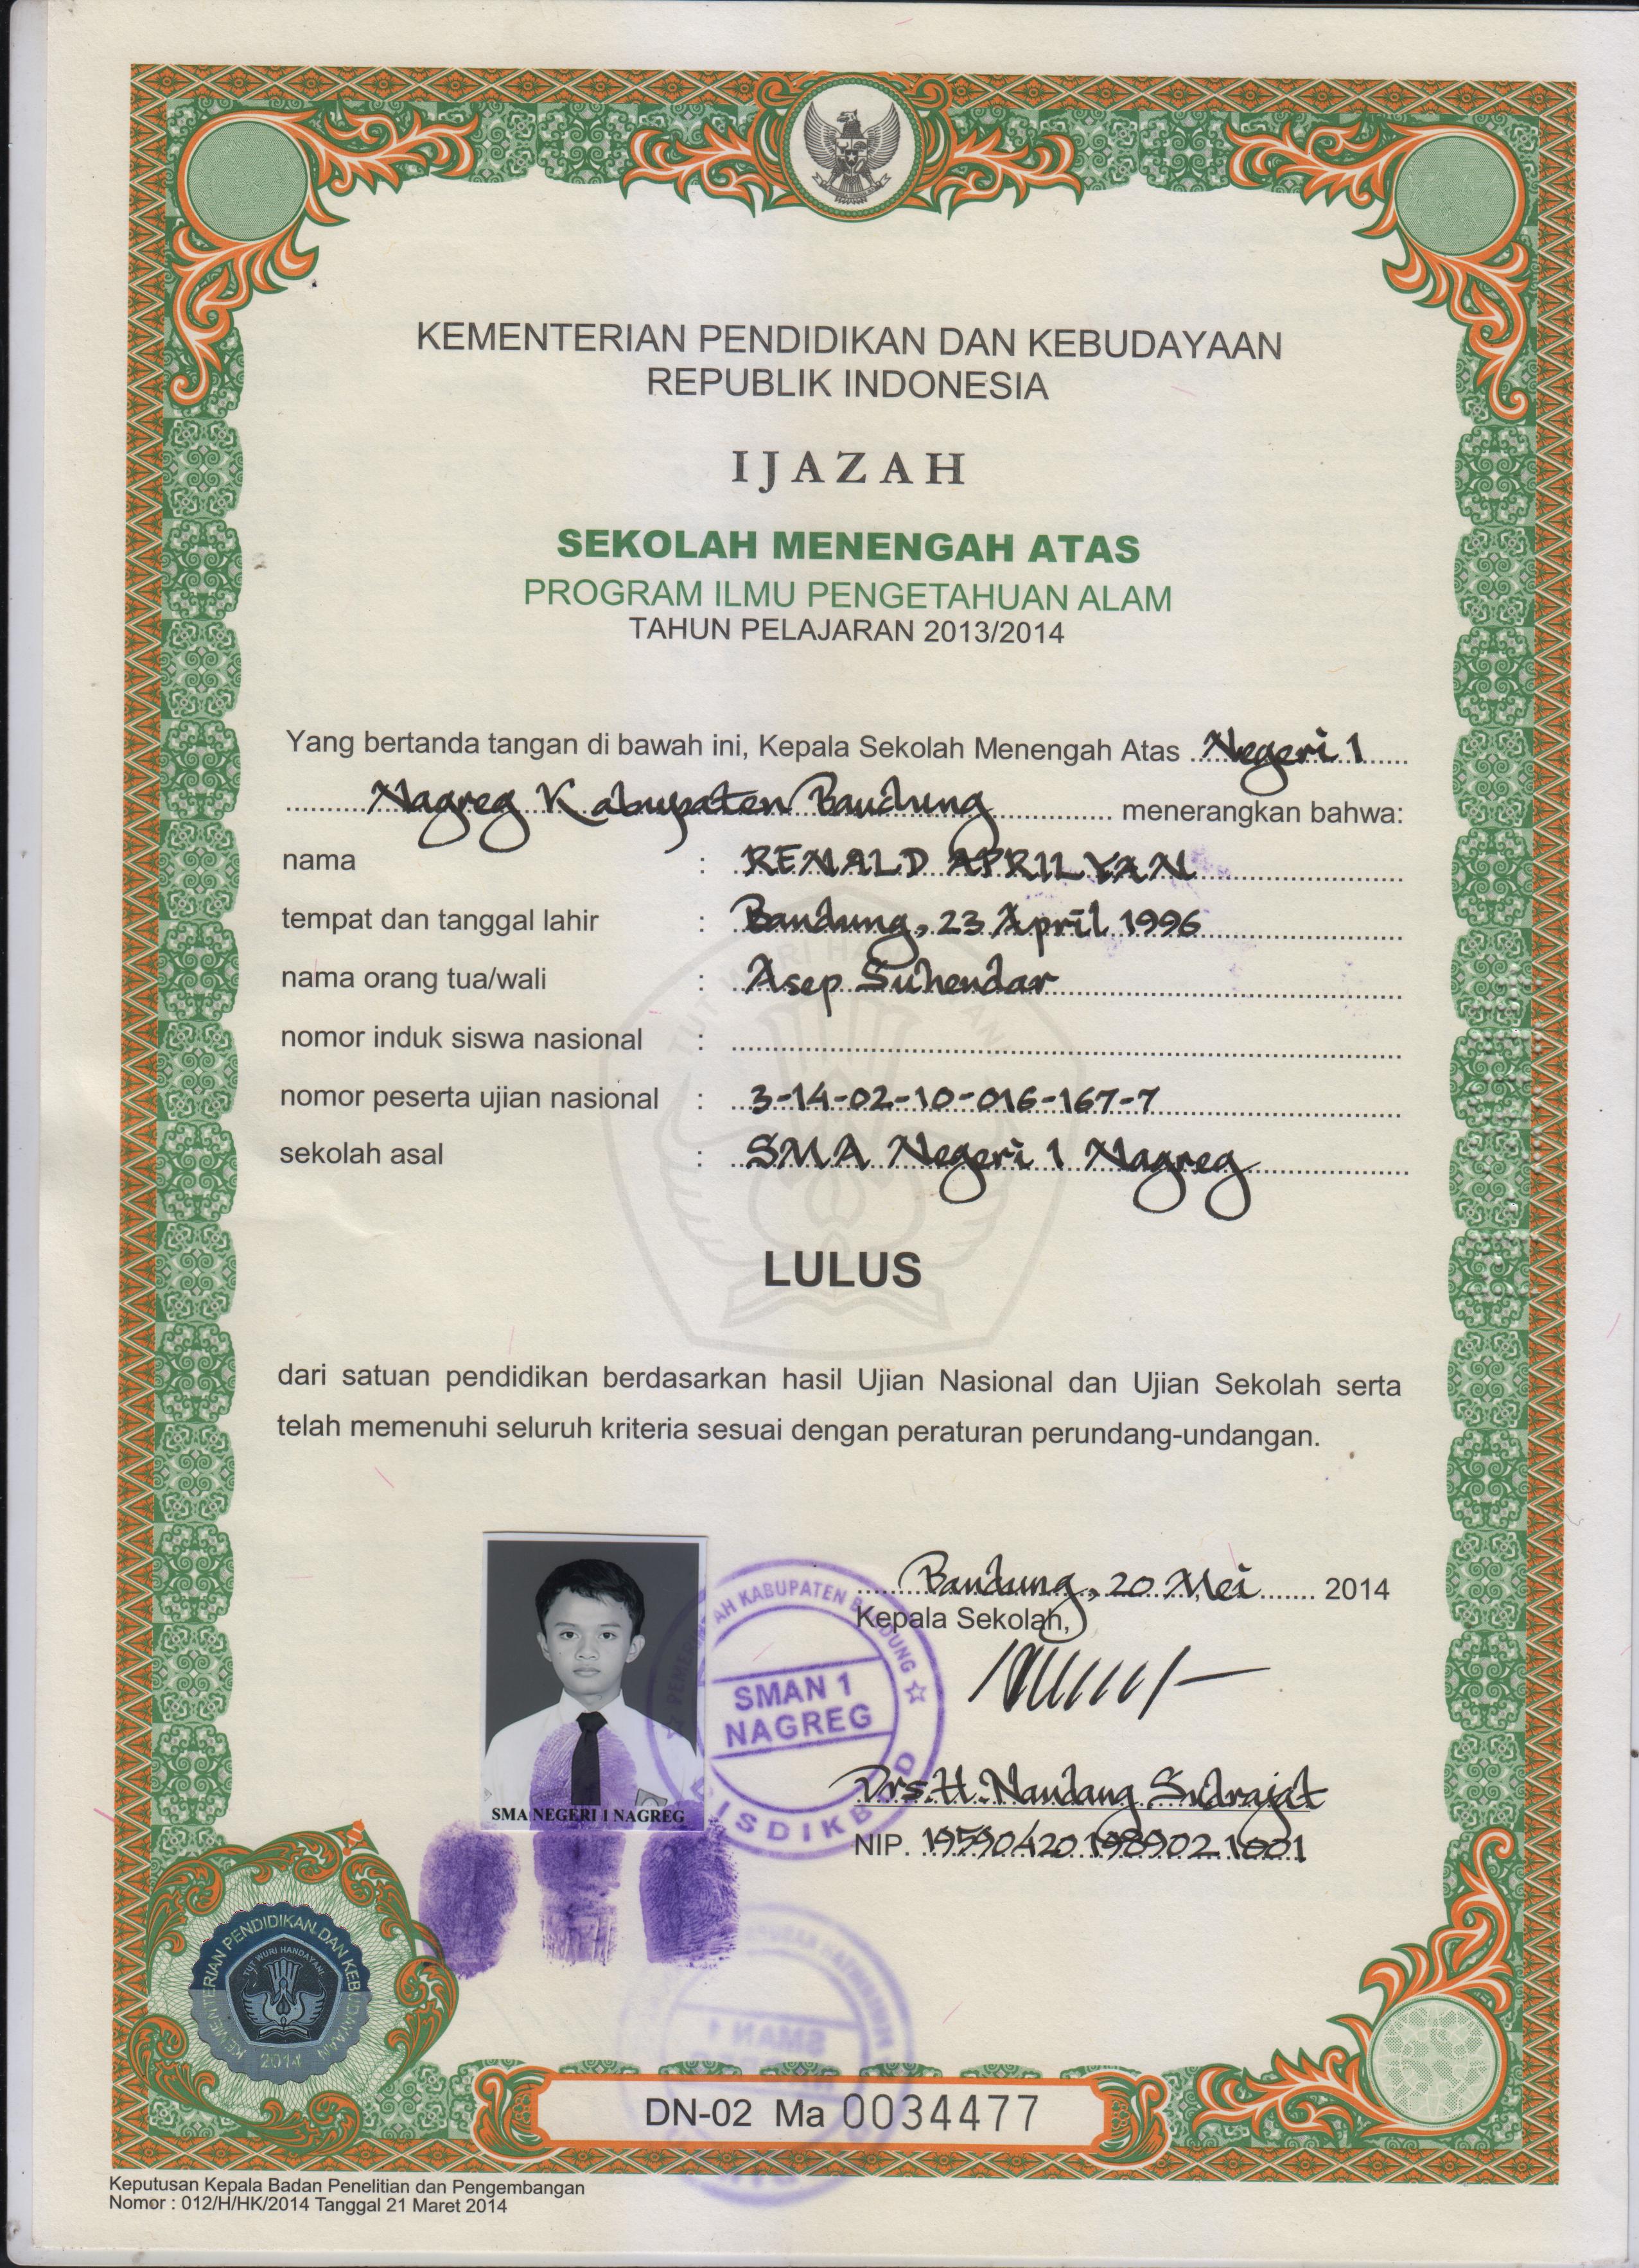 KEMENTERIAN PENDIDIKAN DAN KEBUDAYAAN
REPUBLIK INDONESIA
IJAZAH
SEKOLAH MENENGAH ATAS
PROGRAM ILMU PENGETAHUAN ALAM
TAHUN PELAJARAN 2013/2014
Yang bertanda tangan di bawah ini, Kepala Sekolah Menengah Atas Negeri 1
Nagreg Kabupaten Bandung menerangkan bahwa:
nama : RENALD APRILYAN
tempat dan tanggal lahir : Bandung, 23 April 1996
nama orang tua/wali : Asep Suhendar
nomor induk siswa nasional :
nomor peserta ujian nasional : 3-14-02-10-016-167-7
sekolah asal : SMA Negeri 1 Nagreg
LULUS
dari satuan pendidikan berdasarkan hasil Ujian Nasional dan Ujian Sekolah serta
telah memenuhi seluruh kriteria sesuai dengan peraturan perundang-undangan.
Bandung, 20 Mei 2014
Kepala Sekolah,
KABUPATEN BANDUNG
SMAN 1
NAGREG
DISDIKBUD
SMA NEGERI 1 NAGREG
Drs. H. Nandang Sudrajat
NIP. 19590420 198902 1001
KEMENTERIAN PENDIDIKAN DAN KEBUDAYAAN
TUT WURI HANDAYANI
2014
DN-02 Ma 0034477
Keputusan Kepala Badan Penelitian dan Pengembangan
Nomor : 012/H/HK/2014 Tanggal 21 Maret 2014